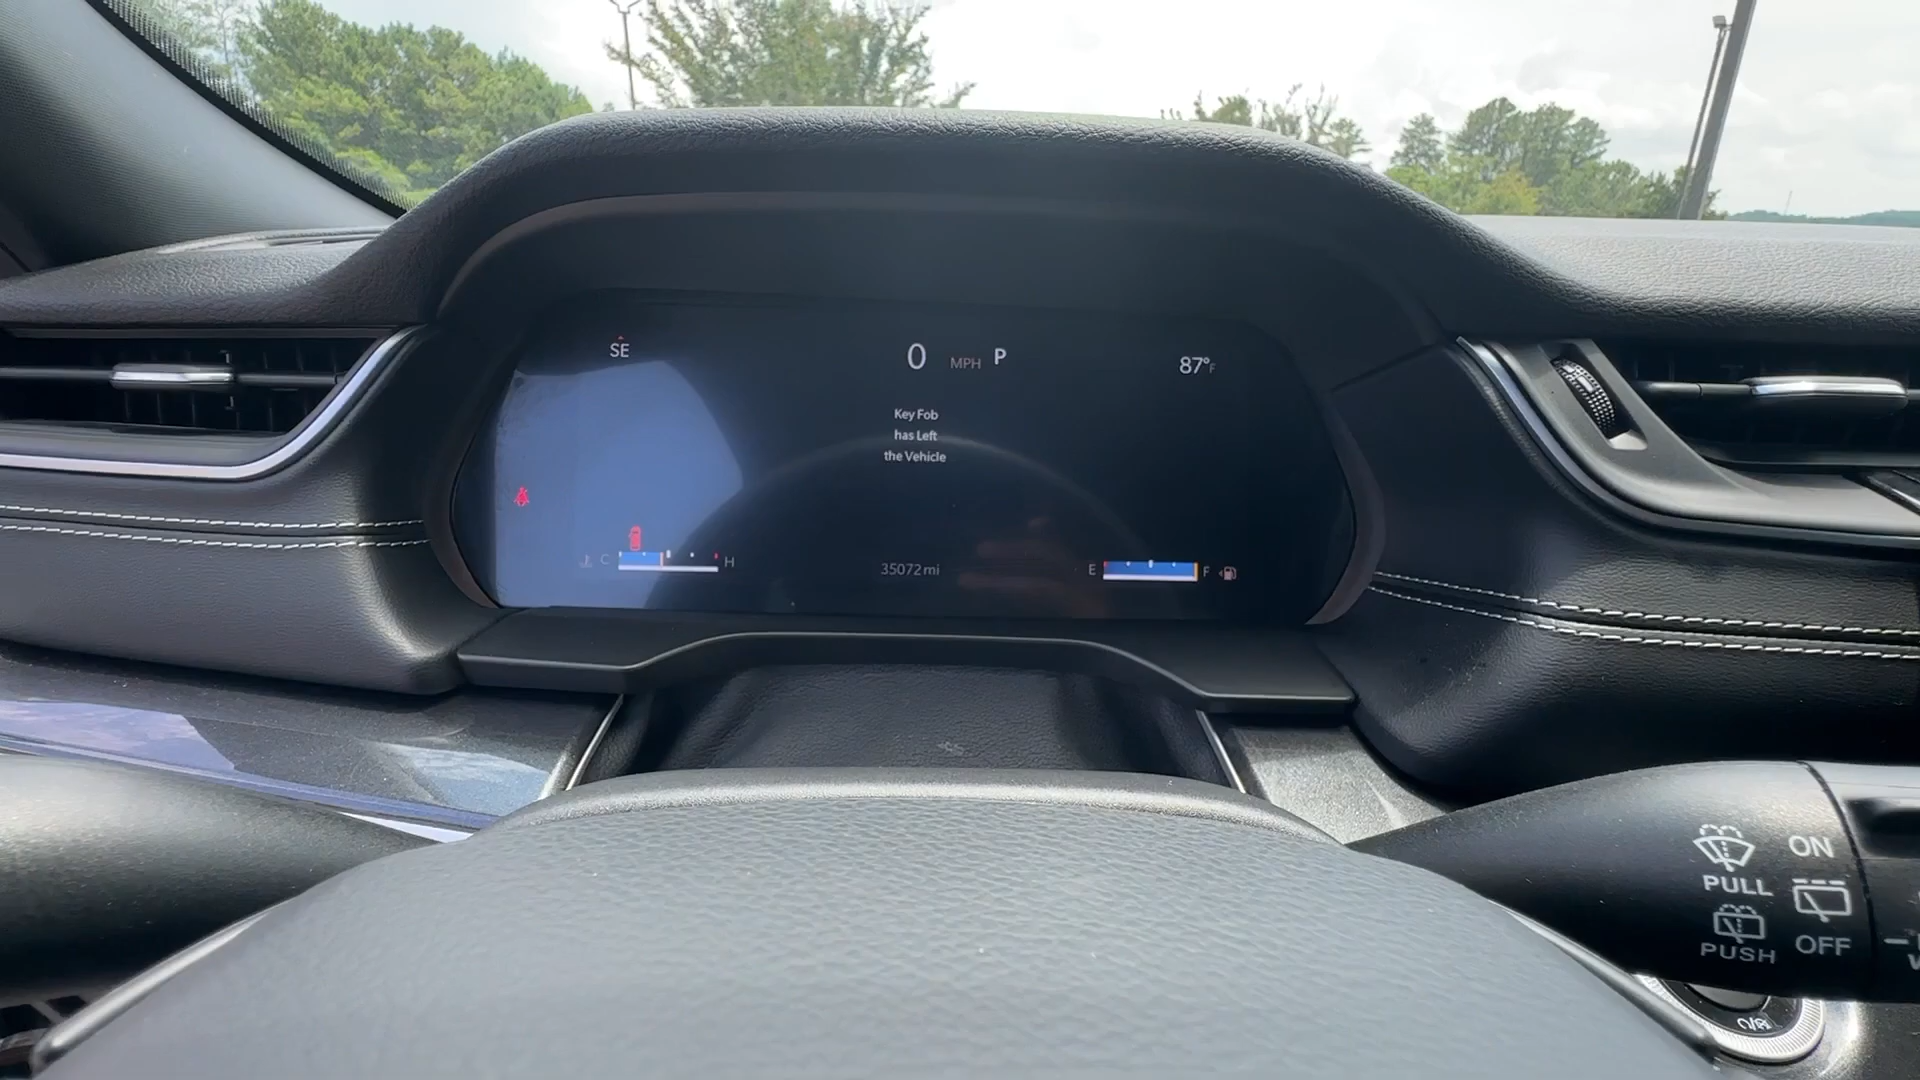 SE
0 MPH P
87°F
Key Fob
has Left
the Vehicle
C H
35072 mi
E F
ON
PULL
PUSH
OFF